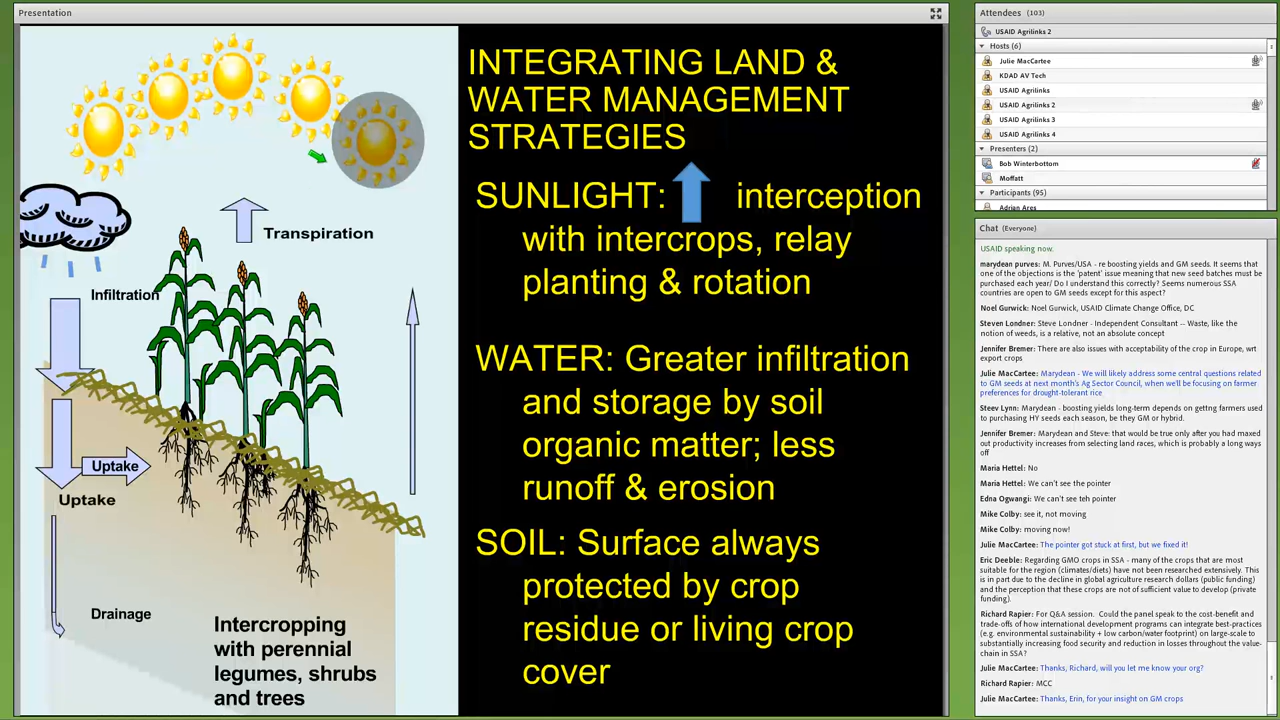 Presentation
INTEGRATING LAND &
WATER MANAGEMENT
STRATEGIES
SUNLIGHT: interception
with intercrops, relay
planting & rotation
WATER: Greater infiltration
and storage by soil
organic matter; less
runoff & erosion
SOIL: Surface always
protected by crop
residue or living crop
cover
Transpiration
Infiltration
Uptake
Uptake
Drainage
Intercropping
with perennial
legumes, shrubs
and trees
Attendees (103)
USAID Agrilinks 2
Hosts (6)
Julie MacCartee
KDAD AV Tech
USAID Agrilinks
USAID Agrilinks 2
USAID Agrilinks 3
USAID Agrilinks 4
Presenters (2)
Bob Winterbottom
Moffatt
Participants (95)
Adrian Ares
Chat (Everyone)
USAID speaking now.
marydean purves: M. Purves/USA - re boosting yields and GM seeds. It seems that
one of the objections is the 'patent' issue meaning that new seed batches must be
purchased each year/ Do I understand this correctly? Seems numerous SSA
countries are open to GM seeds except for this aspect?
Noel Gurwick: Noel Gurwick, USAID Climate Change Office, DC
Steven Londner: Steve Londner - Independent Consultant -- Waste, like the
notion of weeds, is a relative, not an absolute concept
Jennifer Bremer: There are also issues with acceptability of the crop in Europe, wrt
export crops
Julie MacCartee: Marydean - We will likely address some central questions related
to GM seeds at next month's Ag Sector Council, when we'll be focusing on farmer
preferences for drought-tolerant rice
Steev Lynn: Marydean - boosting yields long-term depends on gettng farmers used
to purchasing HY seeds each season, be they GM or hybrid.
Jennifer Bremer: Marydean and Steve: that would be true only after you had maxed
out productivity increases from selecting land races, which is probably a long ways
off
Maria Hettel: No
Maria Hettel: We can't see the pointer
Edna Ogwangi: We can't see teh pointer
Mike Colby: see it, not moving
Mike Colby: moving now!
Julie MacCartee: The pointer got stuck at first, but we fixed it!
Eric Deeble: Regarding GMO crops in SSA - many of the crops that are most
suitable for the region (climates/diets) have not been researched extensively. This
is in part due to the decline in global agriculture research dollars (public funding)
and the perception that these crops are not of sufficient value to develop (private
funding).
Richard Rapier: For Q&A session. Could the panel speak to the cost-benefit and
trade-offs of how international development programs can integrate best-practices
(e.g. environmental sustainability + low carbon/water footprint) on large-scale to
substantially increasing food security and reduction in losses throughout the value-
chain in SSA?
Julie MacCartee: Thanks, Richard, will you let me know your org?
Richard Rapier: MCC
Julie MacCartee: Thanks, Erin, for your insight on GM crops